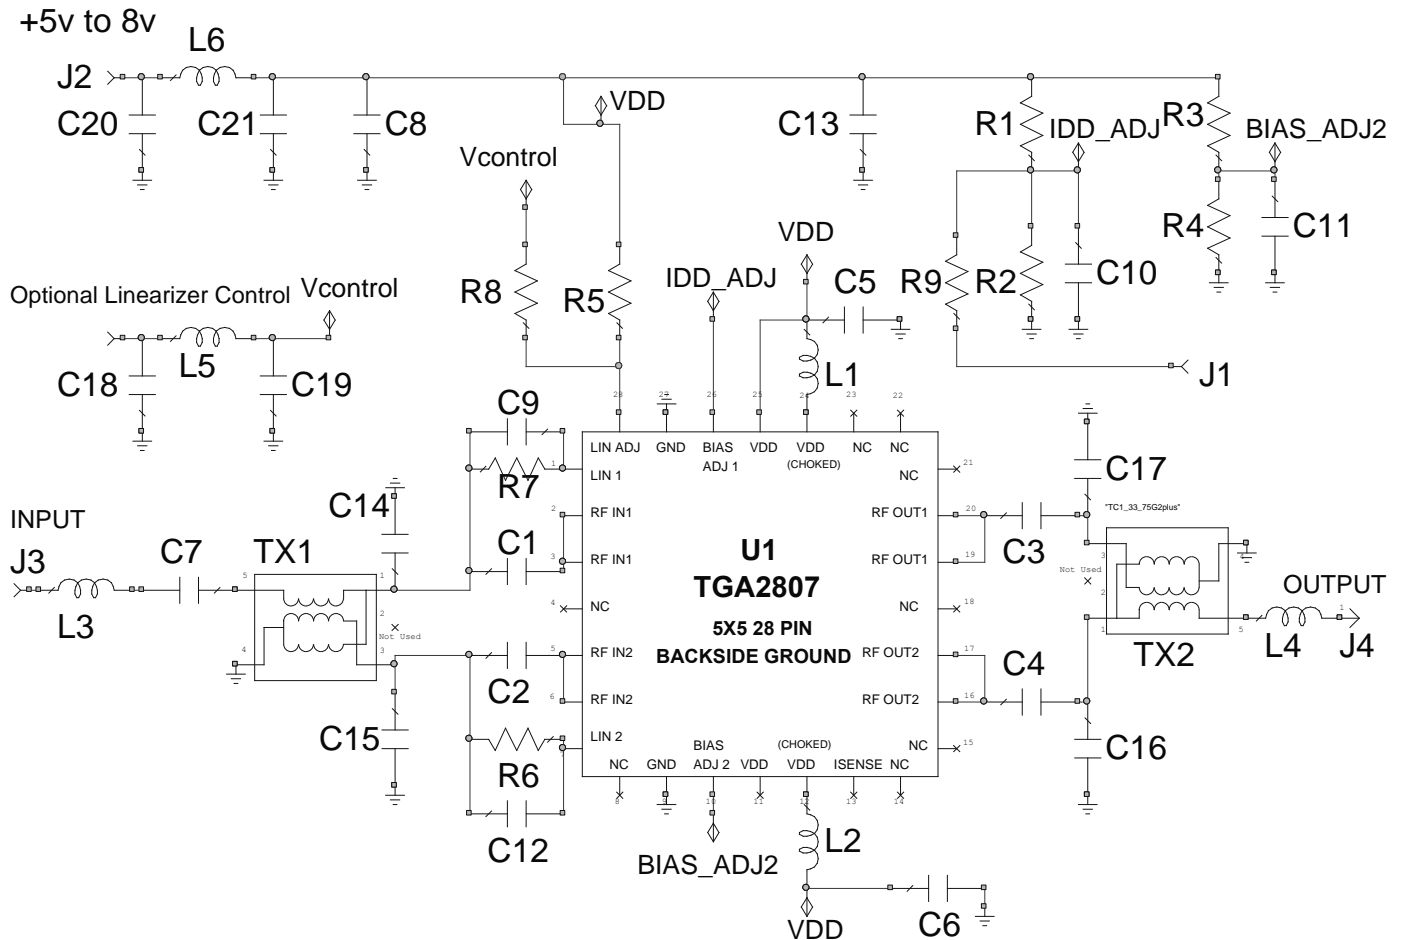 +5v to 8v
L6
J2
C20
C21
C8
VDD
C13
R1
IDD_ADJ
R3
BIAS_ADJ2
Vcontrol
R4
C11
VDD
R8
R5
IDD_ADJ
C5
R9
R2
C10
Optional Linearizer Control
Vcontrol
L5
C18
C19
L1
J1
28
27
26
25
24
23
22
C9
LIN ADJ
GND
BIAS
ADJ 1
VDD
VDD
(CHOKED)
NC
NC
1
LIN 1
R7
NC
21
C17
C14
2
RF IN1
RF OUT1
20
"TC1_33_75G2plus"
INPUT
J3
C7
TX1
C1
3
RF IN1
U1
RF OUT1
19
C3
3
4
5
1
TGA2807
Not Used
2
OUTPUT
L3
4
NC
NC
18
2
Not Used
5X5 28 PIN
1
5
1
4
3
5
RF IN2
BACKSIDE GROUND
RF OUT2
17
C4
TX2
L4
J4
C2
6
RF IN2
RF OUT2
16
C15
LIN 2
7
BIAS
ADJ 2
(CHOKED)
NC
15
C16
R6
NC
GND
VDD
VDD
ISENSE
NC
8
9
10
11
12
13
14
C12
BIAS_ADJ2
L2
VDD
C6